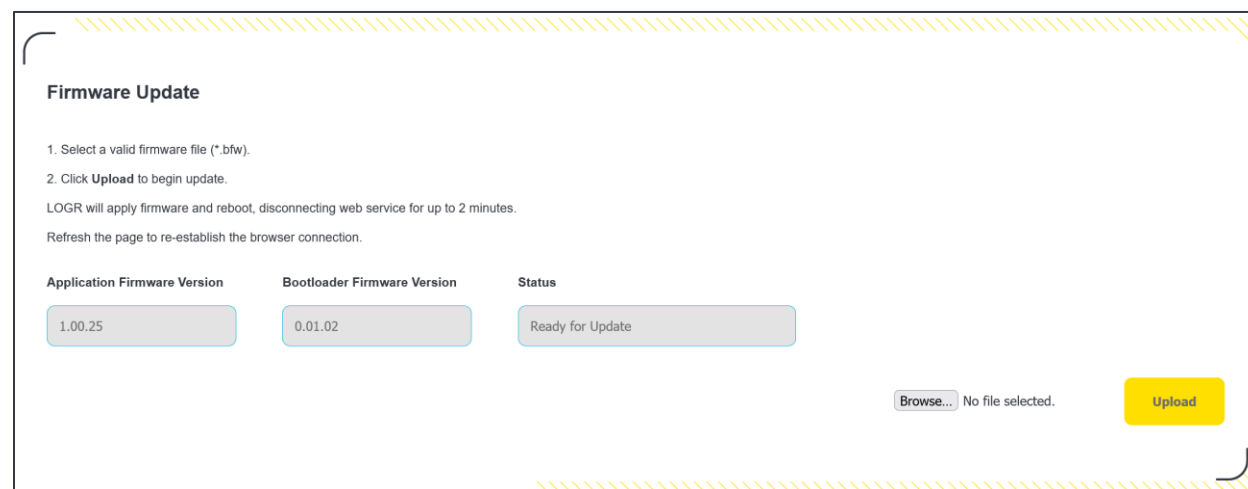 Firmware Update
1. Select a valid firmware file (*.bfw).
2. Click Upload to begin update.
LOGR will apply firmware and reboot, disconnecting web service for up to 2 minutes.
Refresh the page to re-establish the browser connection.
Application Firmware Version Bootloader Firmware Version Status
1.00.25 0.01.02 Ready for Update
Browse... No file selected. Upload